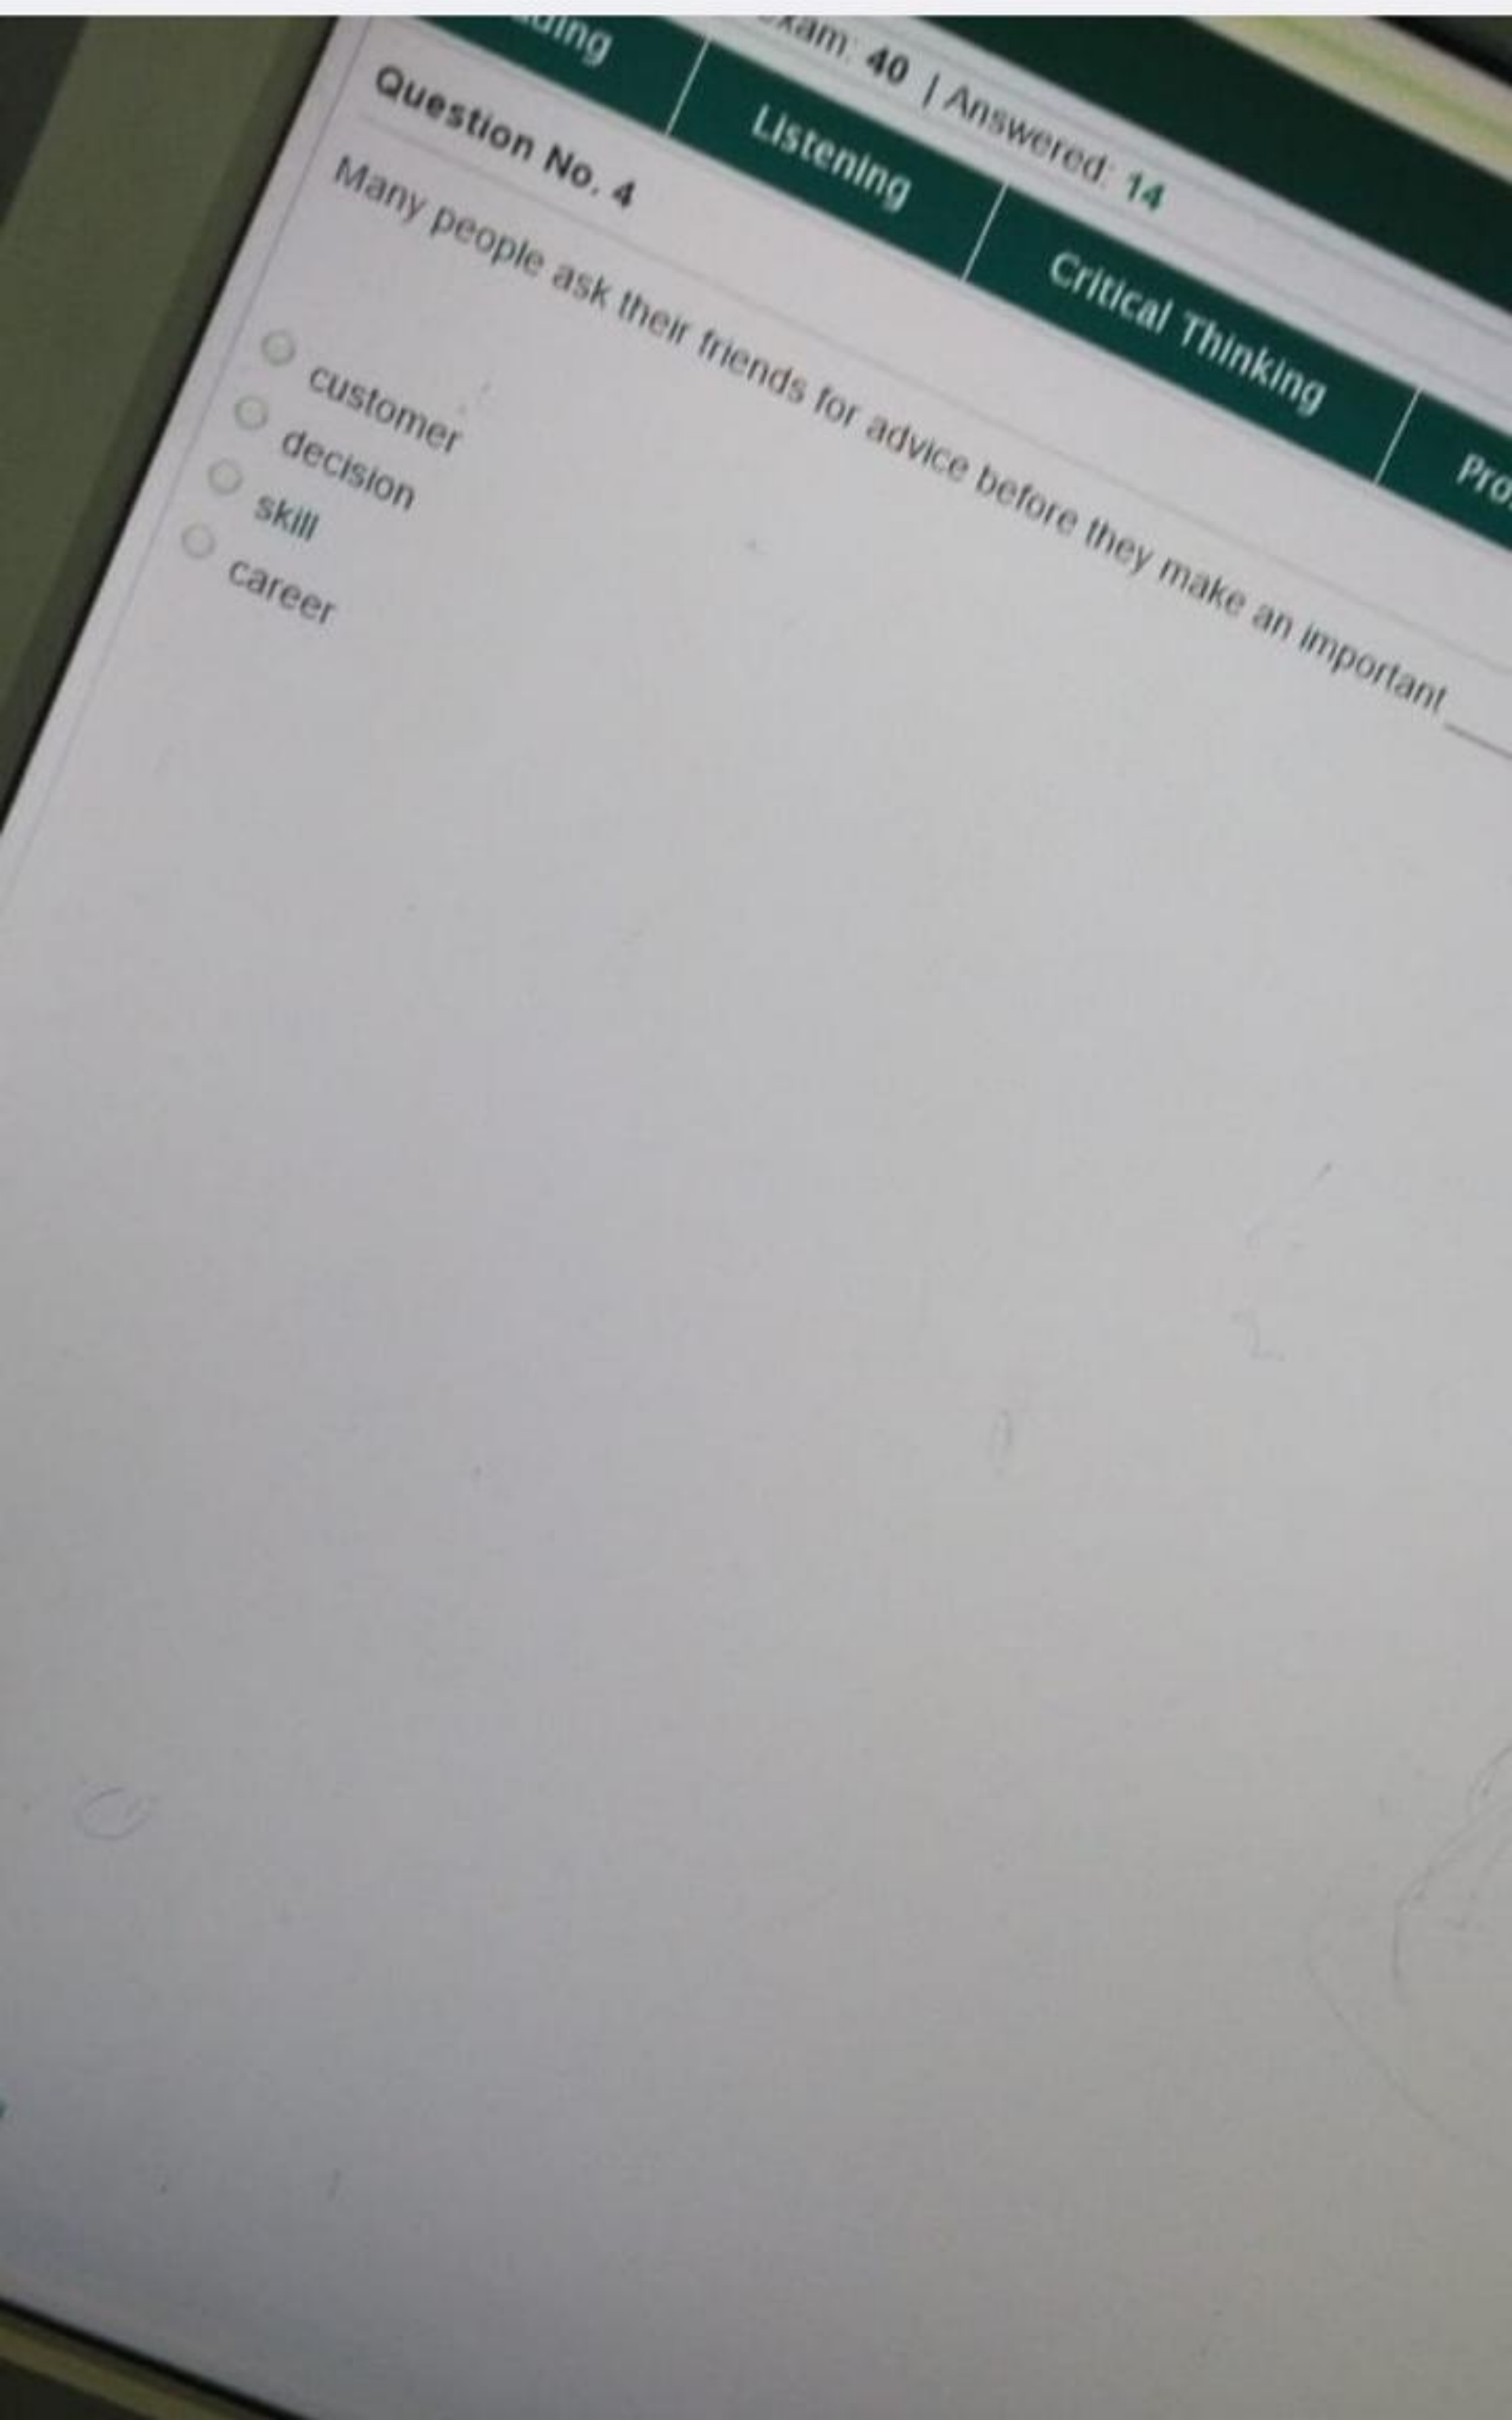 40 | Answered: 14
Listening
Critical Thinking
Question No. 4
Many people ask their friends for advice before they make an important ____
customer
decision
skill
career